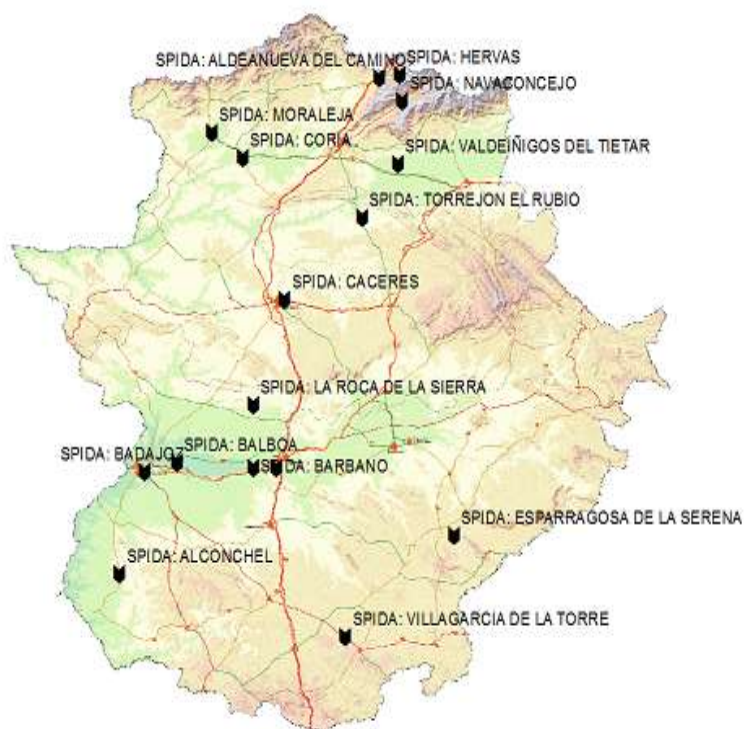 SPIDA: ALDEANUEVA DEL CAMINO
SPIDA: HERVAS
SPIDA: NAVACONCEJO
SPIDA: MORALEJA
SPIDA: CORIA
SPIDA: VALDEIÑIGOS DEL TIETAR
SPIDA: TORREJON EL RUBIO
SPIDA: CACERES
SPIDA: LA ROCA DE LA SIERRA
SPIDA: BADAJOZ
SPIDA: BALBOA
SPIDA: BARBANO
SPIDA: ESPARRAGOSA DE LA SERENA
SPIDA: ALCONCHEL
SPIDA: VILLAGARCIA DE LA TORRE